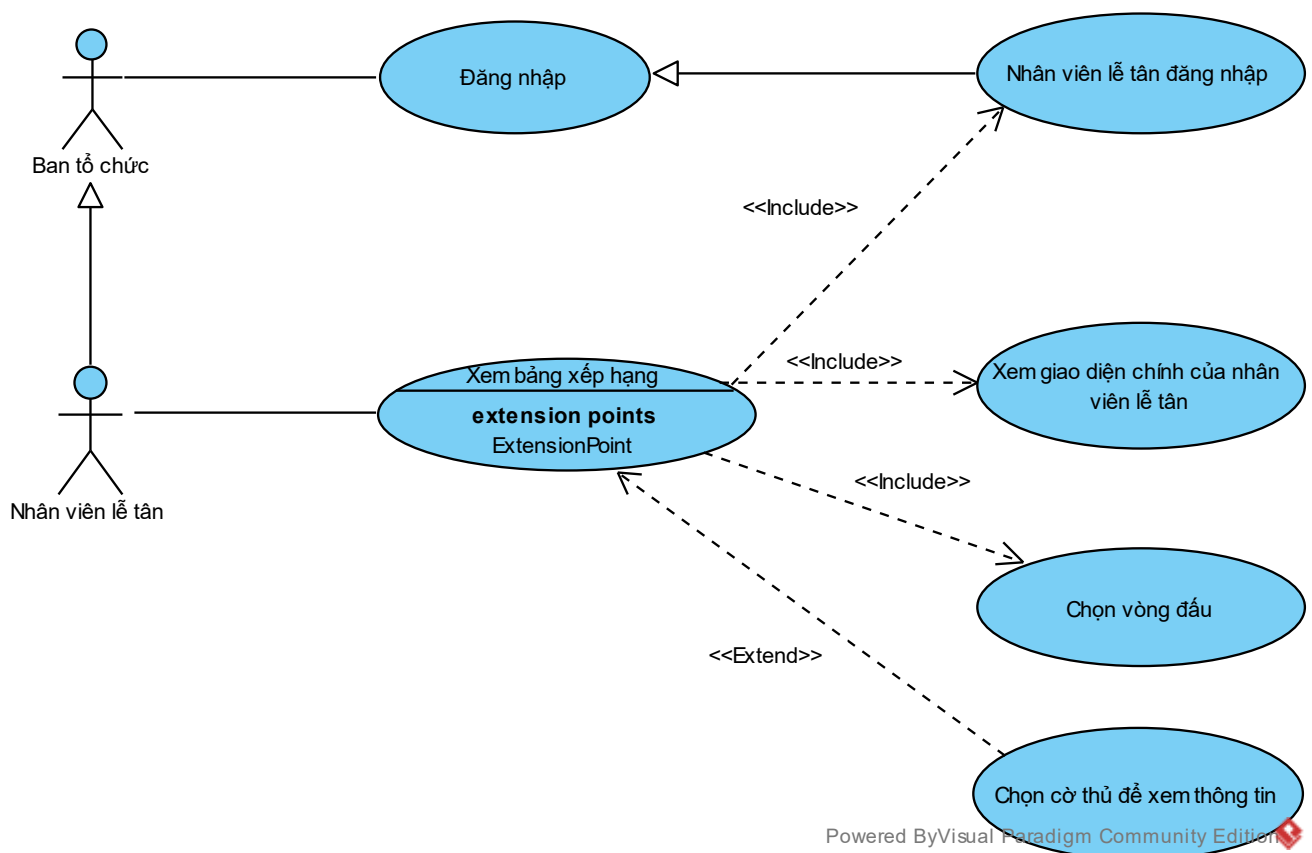 Đăng nhập
Nhân viên lễ tân đăng nhập
Ban tổ chức
<<Include>>
Xem bảng xếp hạng
extension points
ExtensionPoint
<<Include>>
Xem giao diện chính của nhân
viên lễ tân
Nhân viên lễ tân
<<Include>>
Chọn vòng đấu
<<Extend>>
Chọn cờ thủ để xem thông tin
Powered ByVisual Paradigm Community Edition